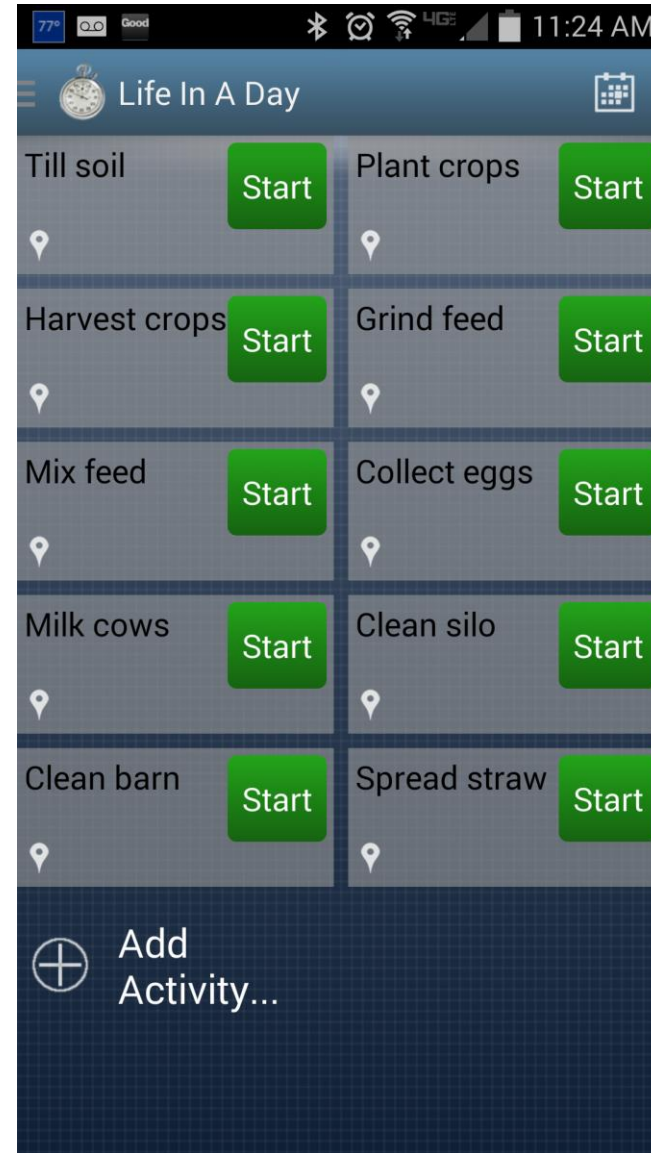 77° Good 4GE 11:24 AM
Life In A Day
Till soil Start Plant crops Start
Harvest crops Start Grind feed Start
Mix feed Start Collect eggs Start
Milk cows Start Clean silo Start
Clean barn Start Spread straw Start
Add
Activity...